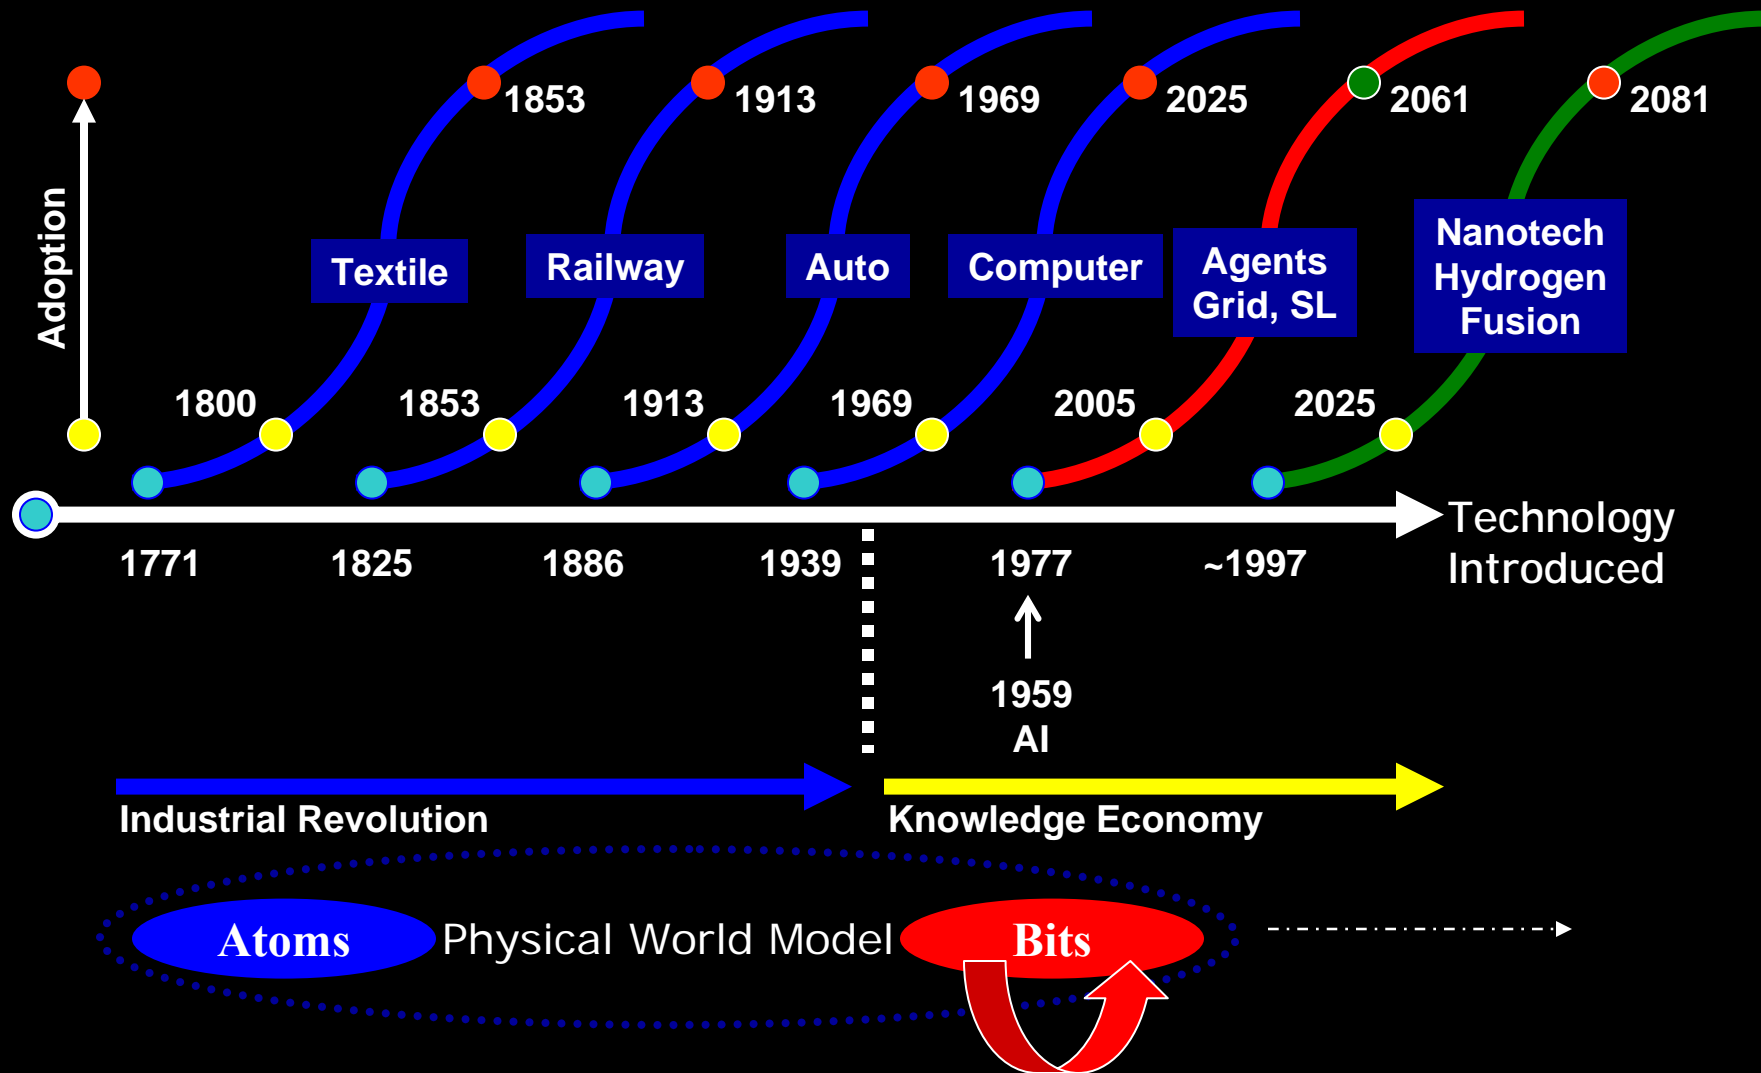 1853
1913
1969
2025
2061
2081
Adoption
Textile
Railway
Auto
Computer
Agents
Grid, SL
Nanotech
Hydrogen
Fusion
1800
1853
1913
1969
2005
2025
Technology
Introduced
1771
1825
1886
1939
1977
~1997
1959
AI
Industrial Revolution
Knowledge Economy
Atoms
Physical World Model
Bits